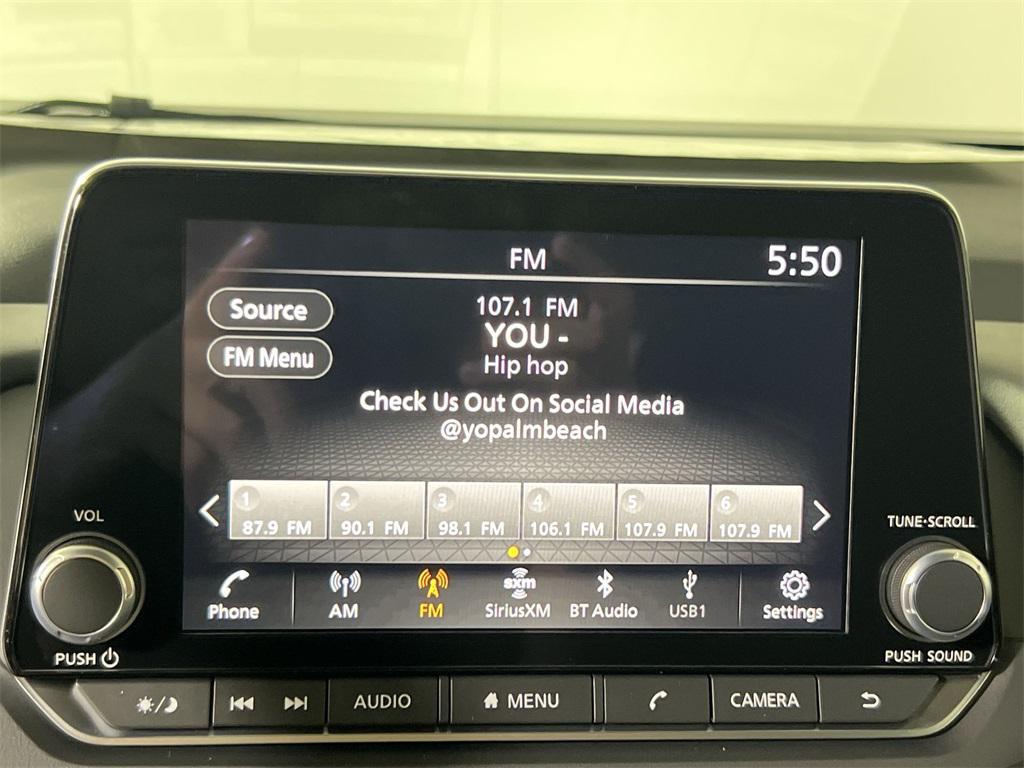 FM
5:50
Source
107.1 FM
YOU -
FM Menu
Hip hop
Check Us Out On Social Media
@yopalmbeach
1 2 3 4 5 6
87.9 FM 90.1 FM 98.1 FM 106.1 FM 107.9 FM 107.9 FM
VOL
TUNE·SCROLL
sxm
Phone AM FM SiriusXM BT Audio USB1 Settings
PUSH
PUSH SOUND
AUDIO MENU CAMERA